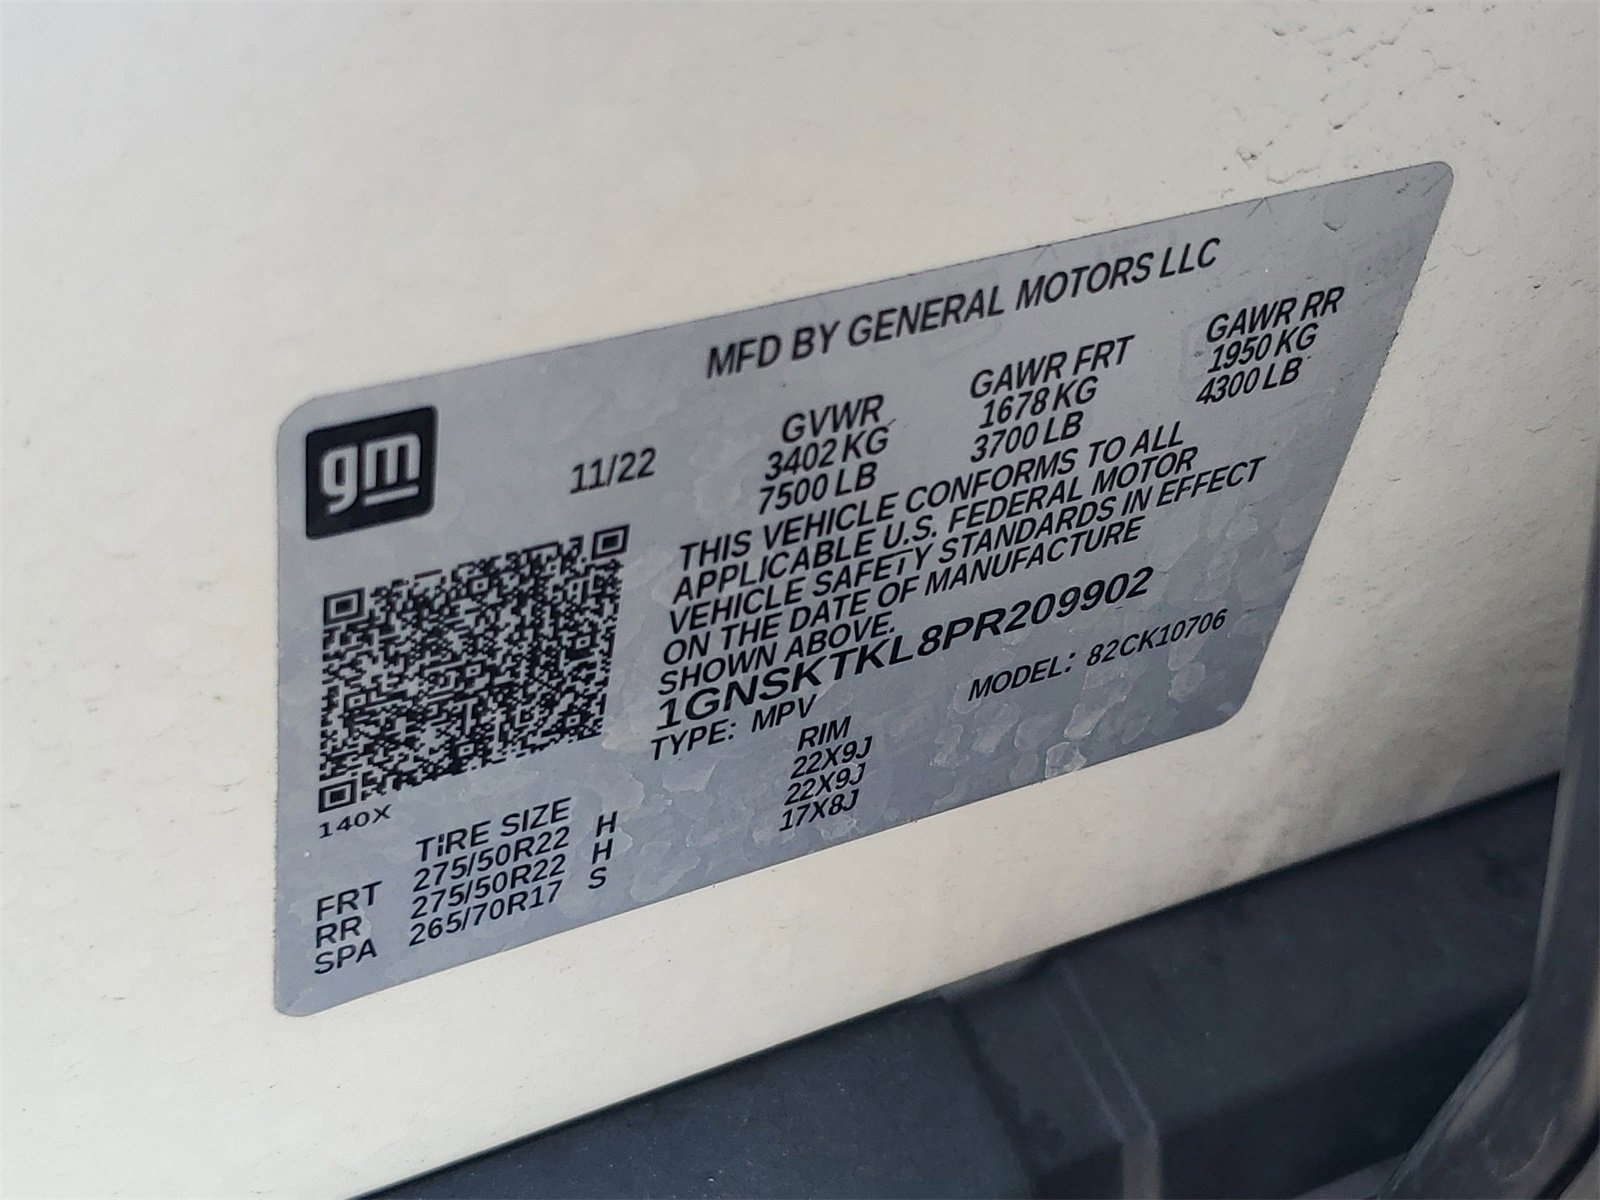 MFD BY GENERAL MOTORS LLC
gm
11/22
GVWR
3402 KG
7500 LB
GAWR FRT
1678 KG
3700 LB
GAWR RR
1950 KG
4300 LB
THIS VEHICLE CONFORMS TO ALL
APPLICABLE U.S. FEDERAL MOTOR
VEHICLE SAFETY STANDARDS IN EFFECT
ON THE DATE OF MANUFACTURE
SHOWN ABOVE.
1GNSKTKL8PR209902
TYPE: MPV MODEL: 82CK10706
140X
TIRE SIZE RIM
FRT 275/50R22 H 22X9J
RR 275/50R22 H 22X9J
SPA 265/70R17 S 17X8J